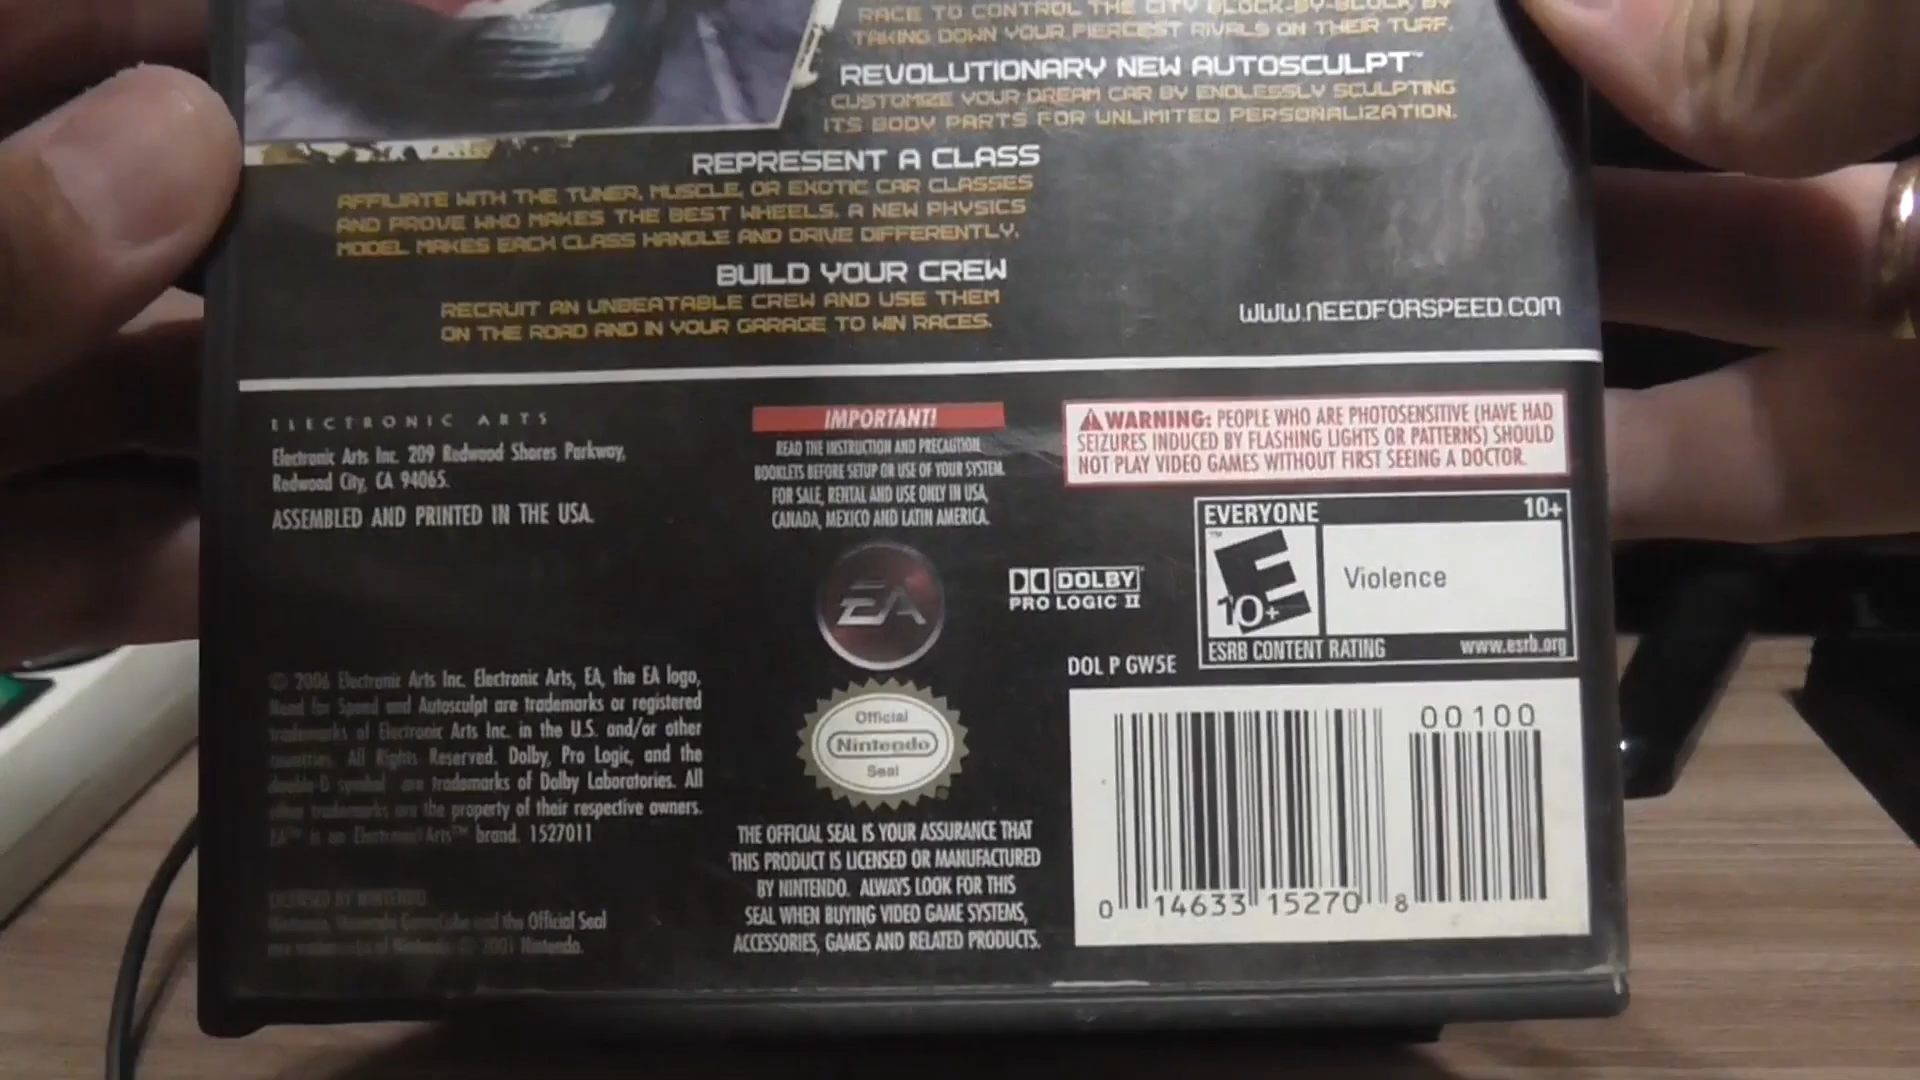 RACE TO CONTROL THE CITY BLOCK-BY-BLOCK BY
TAKING DOWN YOUR FIERCEST RIVALS ON THEIR TURF.
REVOLUTIONARY NEW AUTOSCULPT™
CUSTOMIZE YOUR DREAM CAR BY ENDLESSLY SCULPTING
ITS BODY PARTS FOR UNLIMITED PERSONALIZATION.
REPRESENT A CLASS
AFFILIATE WITH THE TUNER, MUSCLE, OR EXOTIC CAR CLASSES
AND PROVE WHO MAKES THE BEST WHEELS. A NEW PHYSICS
MODEL MAKES EACH CLASS HANDLE AND DRIVE DIFFERENTLY.
BUILD YOUR CREW
RECRUIT AN UNBEATABLE CREW AND USE THEM
ON THE ROAD AND IN YOUR GARAGE TO WIN RACES.
WWW.NEEDFORSPEED.COM
ELECTRONIC ARTS
Electronic Arts Inc. 209 Redwood Shores Parkway,
Redwood City, CA 94065.
ASSEMBLED AND PRINTED IN THE USA.
IMPORTANT!
READ THE INSTRUCTION AND PRECAUTION
BOOKLETS BEFORE SETUP OR USE OF YOUR SYSTEM.
FOR SALE, RENTAL AND USE ONLY IN USA,
CANADA, MEXICO AND LATIN AMERICA.
WARNING: PEOPLE WHO ARE PHOTOSENSITIVE (HAVE HAD
SEIZURES INDUCED BY FLASHING LIGHTS OR PATTERNS) SHOULD
NOT PLAY VIDEO GAMES WITHOUT FIRST SEEING A DOCTOR.
EVERYONE 10+
E
™
10+
Violence
ESRB CONTENT RATING www.esrb.org
EA
DOLBY
PRO LOGIC II
DOL P GW5E
© 2006 Electronic Arts Inc. Electronic Arts, EA, the EA logo,
Need for Speed and Autosculpt are trademarks or registered
trademarks of Electronic Arts Inc. in the U.S. and/or other
countries. All Rights Reserved. Dolby, Pro Logic, and the
double-D symbol are trademarks of Dolby Laboratories. All
other trademarks are the property of their respective owners.
EA™ is an Electronic Arts™ brand. 1527011
LICENSED BY NINTENDO
Nintendo, Nintendo GameCube and the Official Seal
are trademarks of Nintendo. © 2001 Nintendo.
Official
Nintendo
Seal
THE OFFICIAL SEAL IS YOUR ASSURANCE THAT
THIS PRODUCT IS LICENSED OR MANUFACTURED
BY NINTENDO. ALWAYS LOOK FOR THIS
SEAL WHEN BUYING VIDEO GAME SYSTEMS,
ACCESSORIES, GAMES AND RELATED PRODUCTS.
00100
0 14633 15270 8